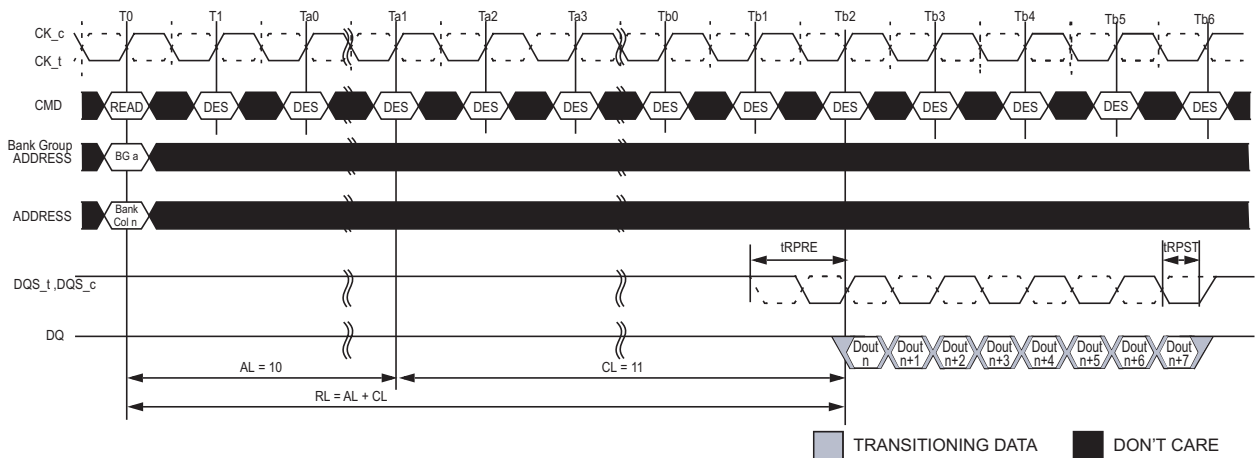 T0 T1 Ta0 Ta1 Ta2 Ta3 Tb0 Tb1 Tb2 Tb3 Tb4 Tb5 Tb6
CK_c
CK_t
CMD READ DES DES DES DES DES DES DES DES DES DES DES DES
Bank Group
ADDRESS BG a
ADDRESS Bank
Col n
tRPRE tRPST
DQS_t ,DQS_c
DQ Dout Dout Dout Dout Dout Dout Dout Dout
n n+1 n+2 n+3 n+4 n+5 n+6 n+7
AL = 10 CL = 11
RL = AL + CL
TRANSITIONING DATA DON'T CARE